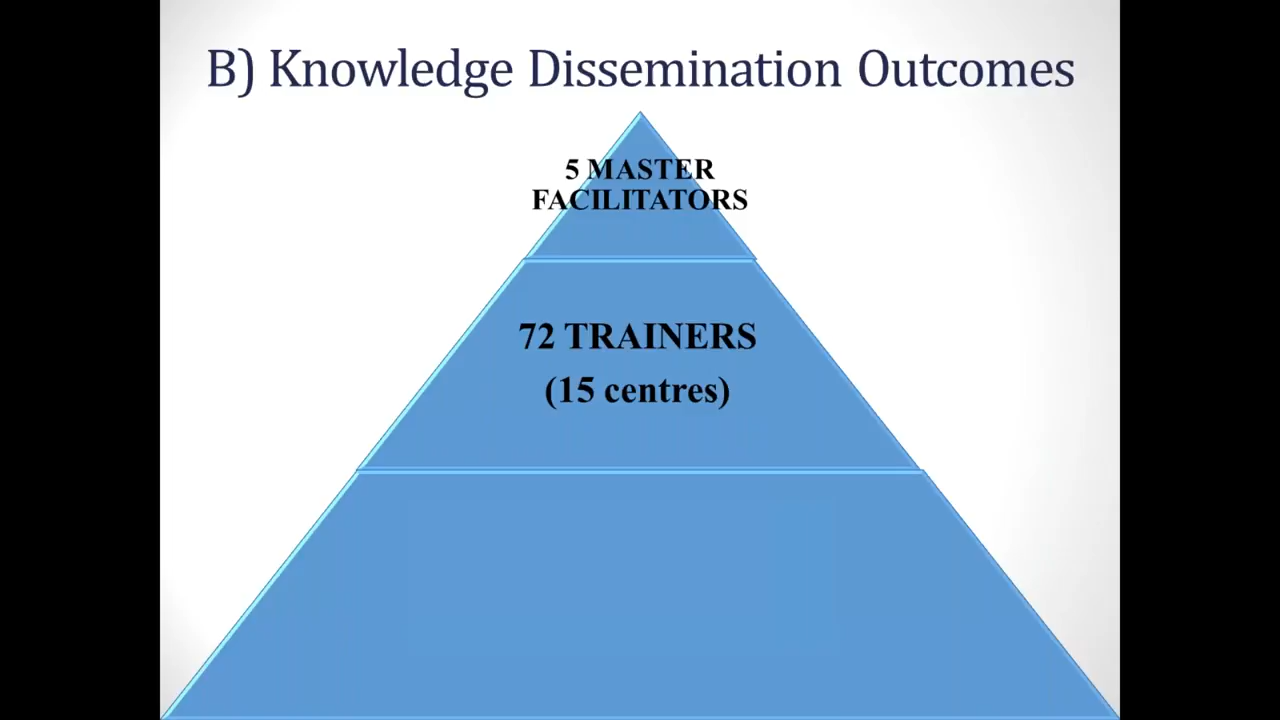 B) Knowledge Dissemination Outcomes
5 MASTER
FACILITATORS
72 TRAINERS
(15 centres)